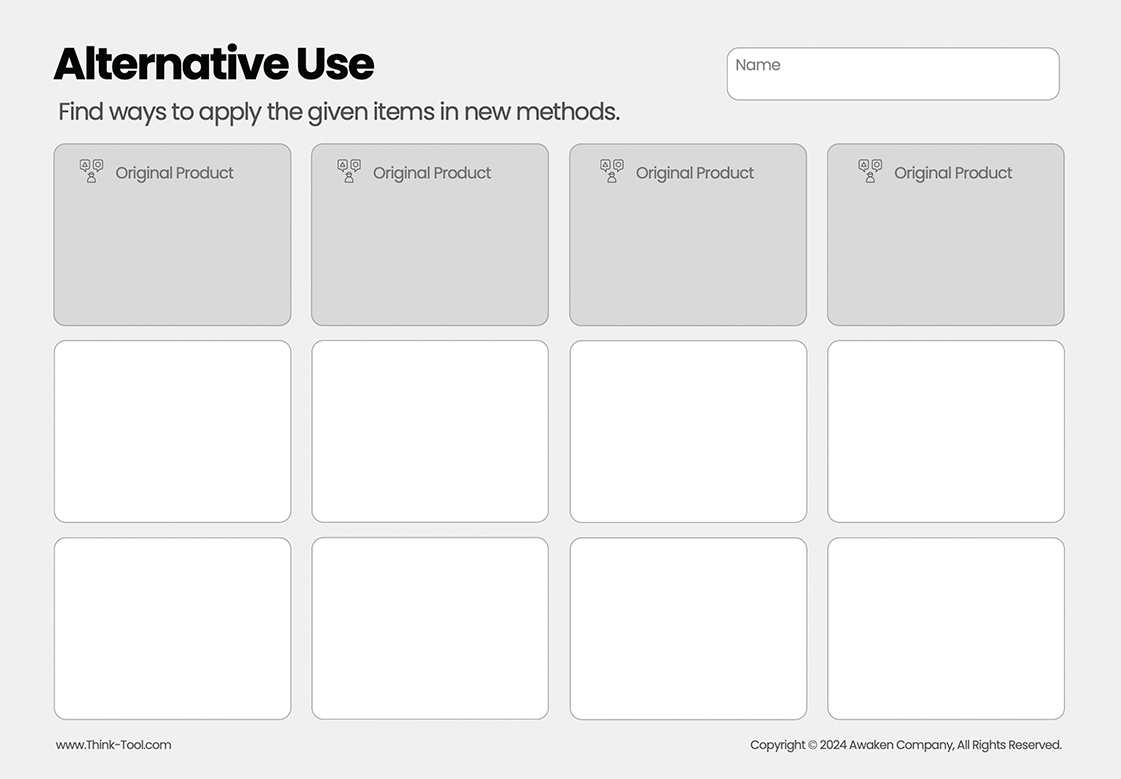 Alternative Use
Name
Find ways to apply the given items in new methods.
Original Product
Original Product
Original Product
Original Product
www.Think-Tool.com
Copyright © 2024 Awaken Company, All Rights Reserved.